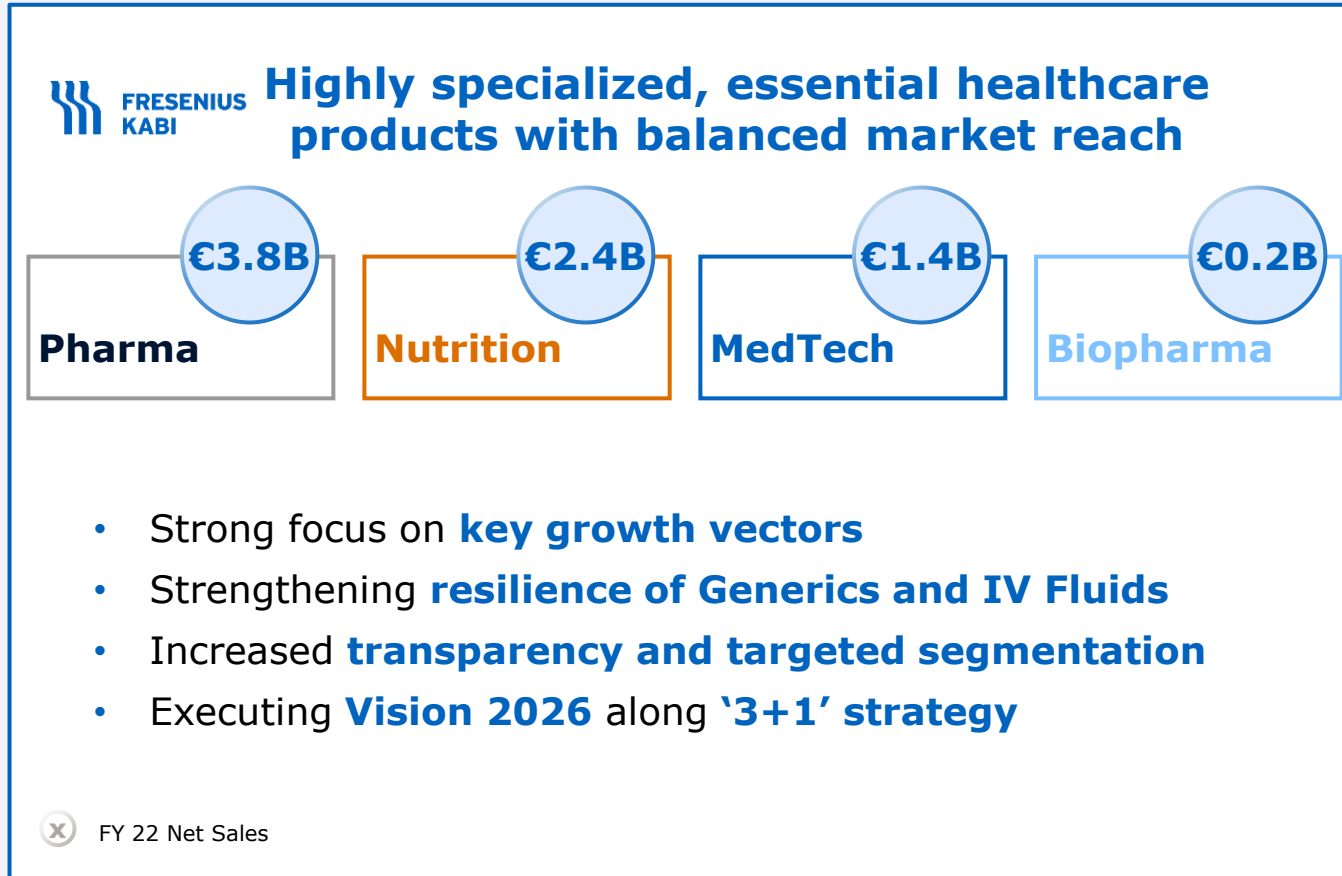 FRESENIUS
KABI
Highly specialized, essential healthcare
products with balanced market reach
€3.8B
Pharma
€2.4B
Nutrition
€1.4B
MedTech
€0.2B
Biopharma
• Strong focus on key growth vectors
• Strengthening resilience of Generics and IV Fluids
• Increased transparency and targeted segmentation
• Executing Vision 2026 along ‘3+1’ strategy
x FY 22 Net Sales